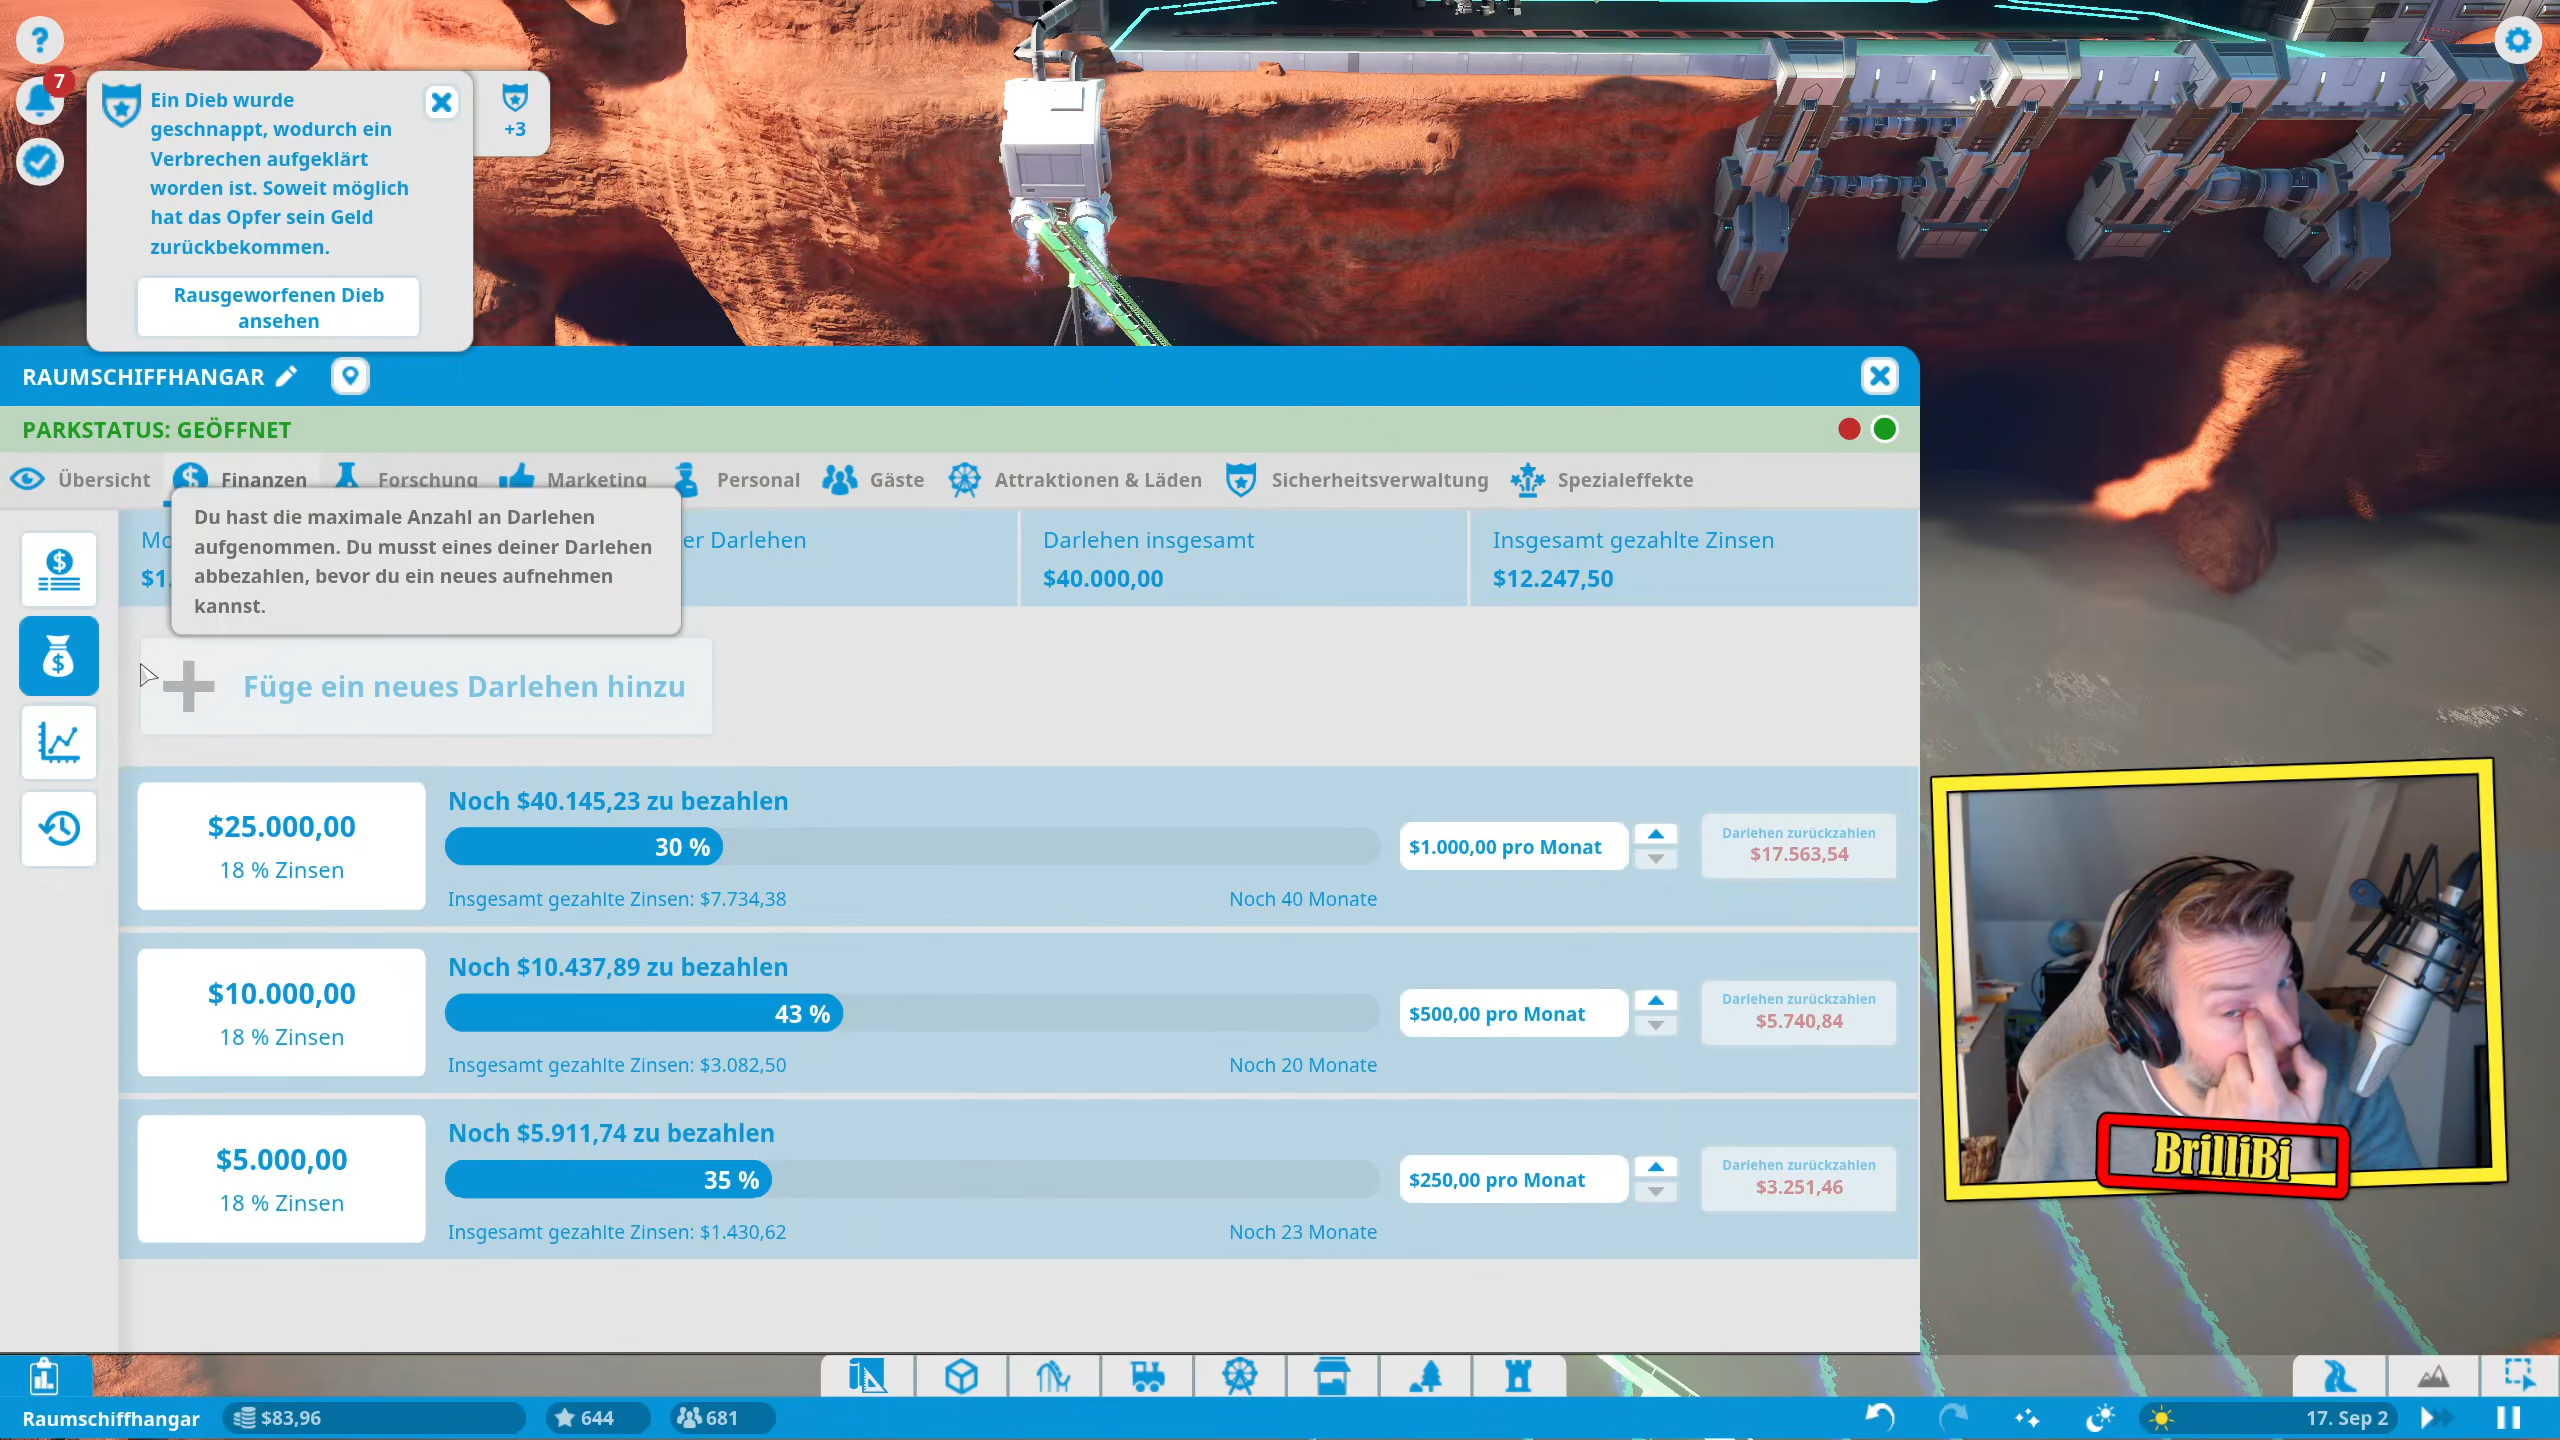 ?
7
Ein Dieb wurde
geschnappt, wodurch ein
Verbrechen aufgeklärt
worden ist. Soweit möglich
hat das Opfer sein Geld
zurückbekommen.
Rausgeworfenen Dieb
ansehen
+3
RAUMSCHIFFHANGAR
PARKSTATUS: GEÖFFNET
Übersicht
Finanzen
Forschung
Marketing
Personal
Gäste
Attraktionen & Läden
Sicherheitsverwaltung
Spezialeffekte
Du hast die maximale Anzahl an Darlehen
aufgenommen. Du musst eines deiner Darlehen
abbezahlen, bevor du ein neues aufnehmen
kannst.
Mo
$1.
er Darlehen
Darlehen insgesamt
$40.000,00
Insgesamt gezahlte Zinsen
$12.247,50
Füge ein neues Darlehen hinzu
$25.000,00
18 % Zinsen
Noch $40.145,23 zu bezahlen
30 %
Insgesamt gezahlte Zinsen: $7.734,38
Noch 40 Monate
$1.000,00 pro Monat
Darlehen zurückzahlen
$17.563,54
$10.000,00
18 % Zinsen
Noch $10.437,89 zu bezahlen
43 %
Insgesamt gezahlte Zinsen: $3.082,50
Noch 20 Monate
$500,00 pro Monat
Darlehen zurückzahlen
$5.740,84
$5.000,00
18 % Zinsen
Noch $5.911,74 zu bezahlen
35 %
Insgesamt gezahlte Zinsen: $1.430,62
Noch 23 Monate
$250,00 pro Monat
Darlehen zurückzahlen
$3.251,46
BrilliBi
Raumschiffhangar
$83,96
644
681
17. Sep 2